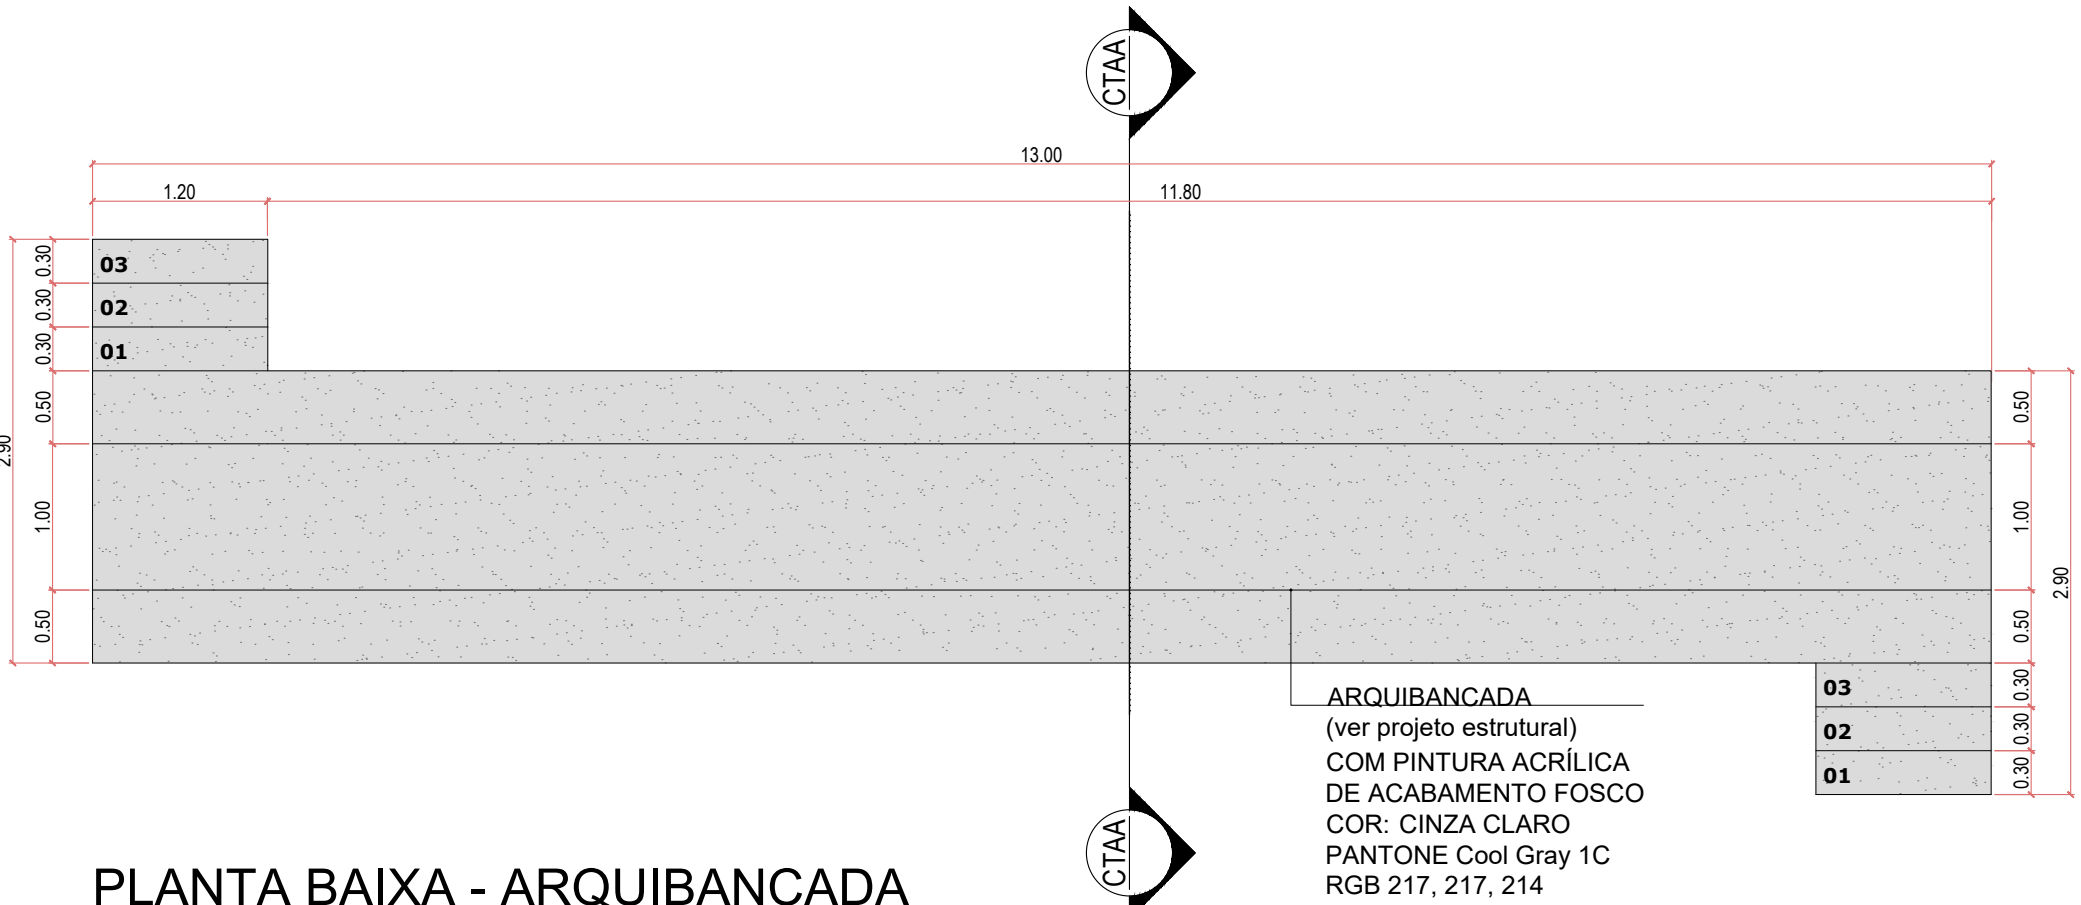 CTAA
13.00
1.20
11.80
0.30
0.30
0.30
0.50
1.00
0.50
2.90
03
02
01
0.50
1.00
0.50
0.30
0.30
0.30
2.90
03
02
01
ARQUIBANCADA
(ver projeto estrutural)
COM PINTURA ACRÍLICA
DE ACABAMENTO FOSCO
COR: CINZA CLARO
PANTONE Cool Gray 1C
RGB 217, 217, 214
CTAA
PLANTA BAIXA - ARQUIBANCADA